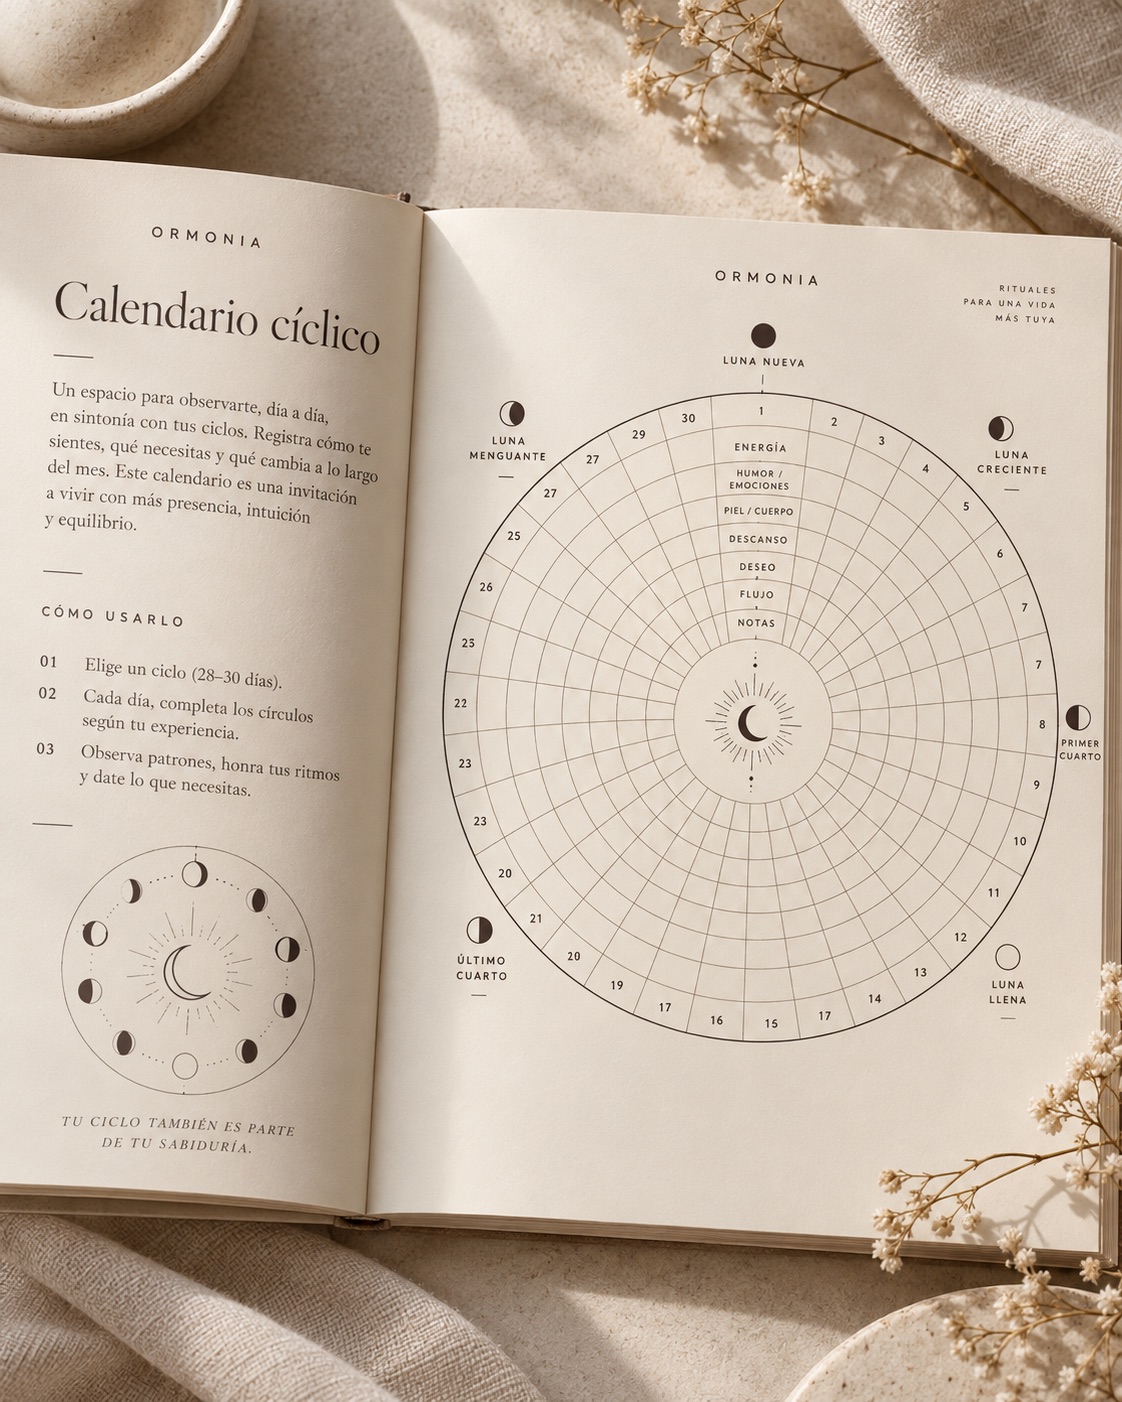 ORMONIA
Calendario cíclico
Un espacio para observarte, día a día,
en sintonía con tus ciclos. Registra cómo te
sientes, qué necesitas y qué cambia a lo largo
del mes. Este calendario es una invitación
a vivir con más presencia, intuición
y equilibrio.
CÓMO USARLO
01 Elige un ciclo (28–30 días).
02 Cada día, completa los círculos
según tu experiencia.
03 Observa patrones, honra tus ritmos
y date lo que necesitas.
TU CICLO TAMBIÉN ES PARTE
DE TU SABIDURÍA.
ORMONIA
RITUALES
PARA UNA VIDA
MÁS TUYA
LUNA NUEVA
LUNA
CRECIENTE
PRIMER
CUARTO
LUNA
LLENA
ÚLTIMO
CUARTO
LUNA
MENGUANTE
1
2
3
4
5
6
7
7
8
9
10
11
12
13
14
17
15
16
17
19
20
21
20
23
23
22
23
26
25
27
27
29
30
ENERGÍA
HUMOR /
EMOCIONES
PIEL / CUERPO
DESCANSO
DESEO
FLUJO
NOTAS